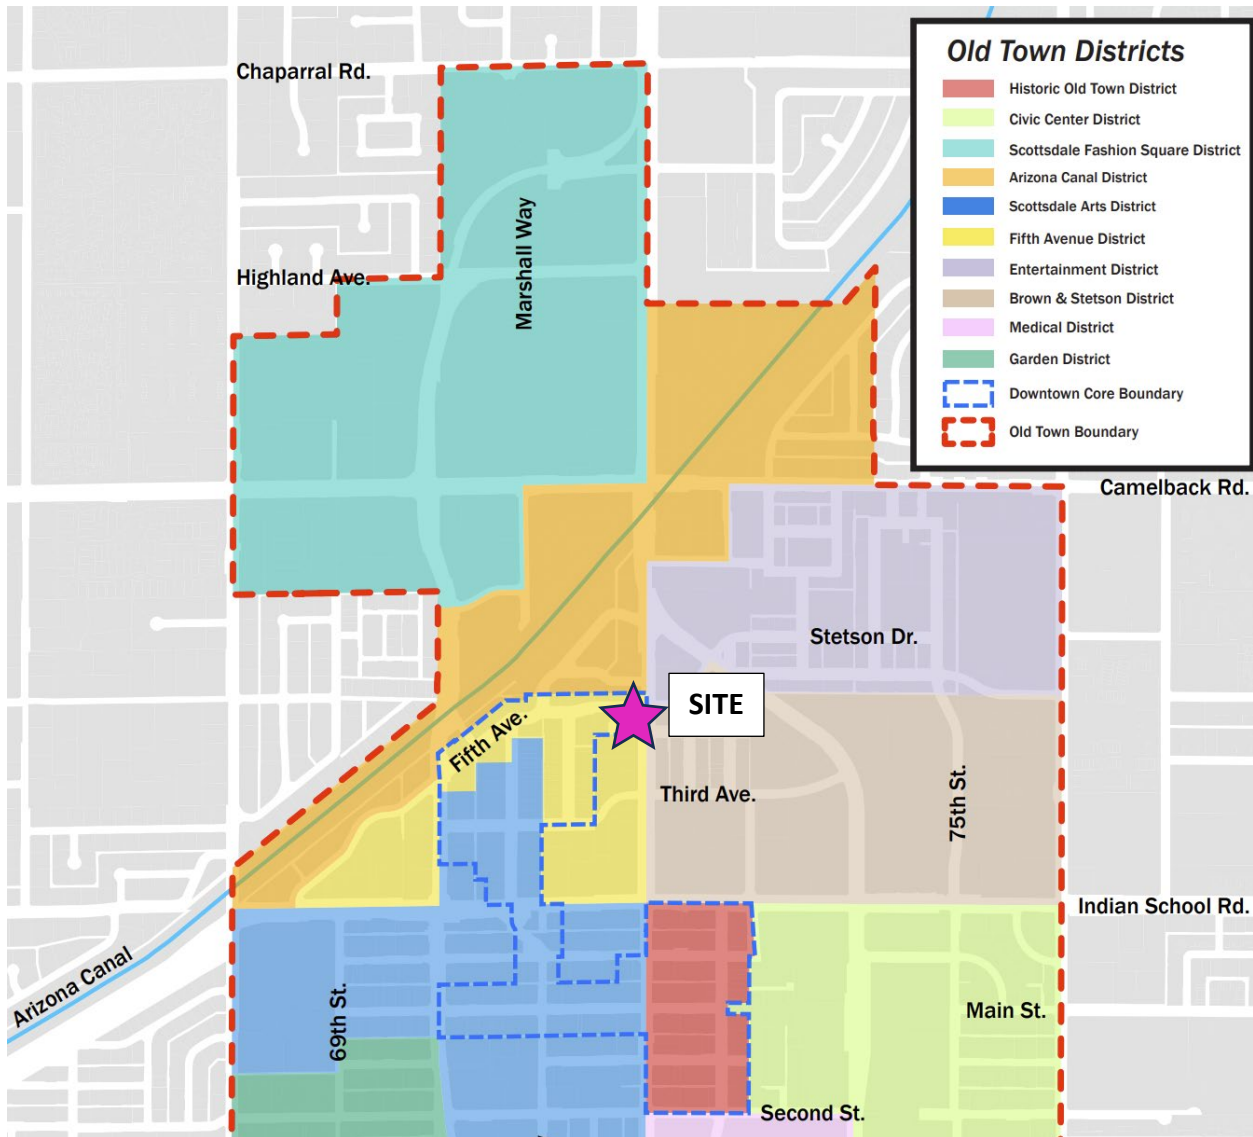 Old Town Districts
Historic Old Town District
Civic Center District
Scottsdale Fashion Square District
Arizona Canal District
Scottsdale Arts District
Fifth Avenue District
Entertainment District
Brown & Stetson District
Medical District
Garden District
Downtown Core Boundary
Old Town Boundary
Chaparral Rd.
Marshall Way
Highland Ave.
Camelback Rd.
Stetson Dr.
SITE
Fifth Ave.
Third Ave.
75th St.
Indian School Rd.
Arizona Canal
69th St.
Main St.
Second St.